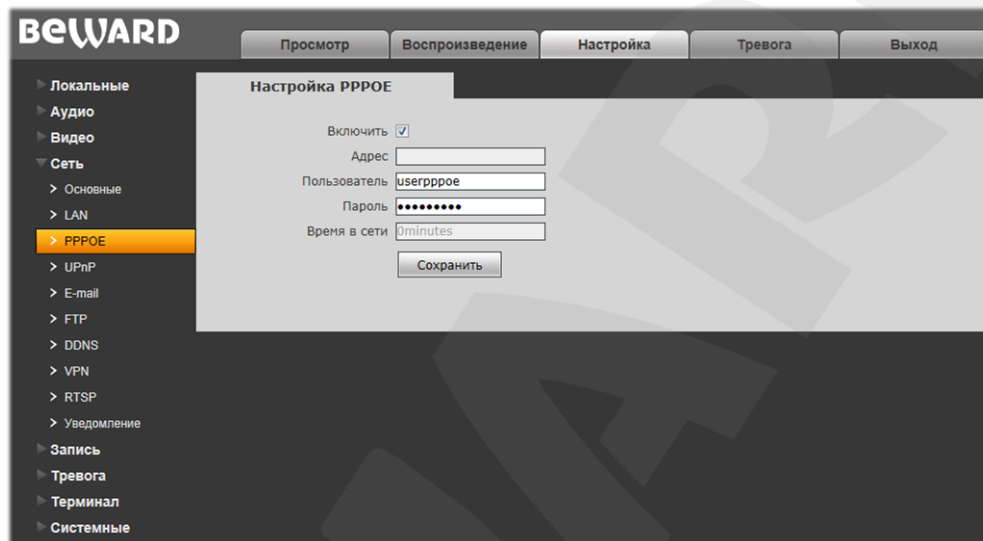 BEWARD
Просмотр Воспроизведение Настройка Тревога Выход
Локальные
Аудио
Видео
Сеть
> Основные
> LAN
> PPPOE
> UPnP
> E-mail
> FTP
> DDNS
> VPN
> RTSP
> Уведомление
Запись
Тревога
Терминал
Системные
Настройка PPPOE
Включить
Адрес
Пользователь userpppoe
Пароль •••••••••
Время в сети 0minutes
Сохранить